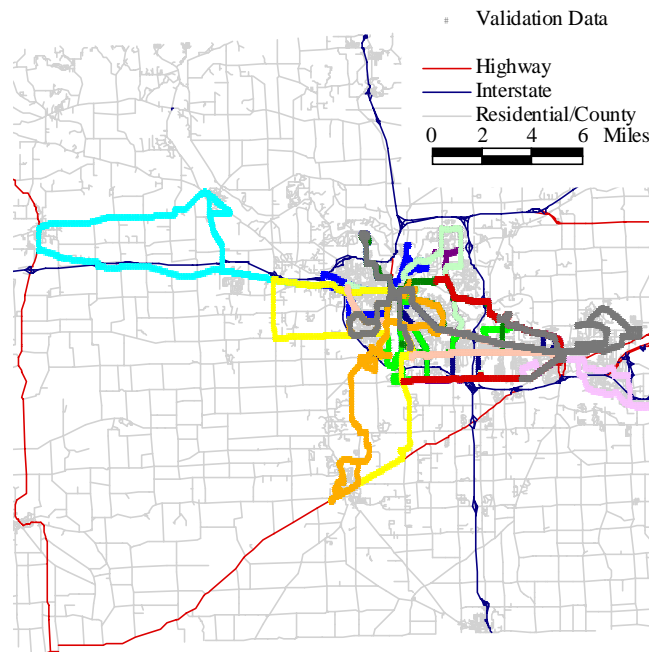 Validation Data
Highway
Interstate
Residential/County
0 2 4 6 Miles